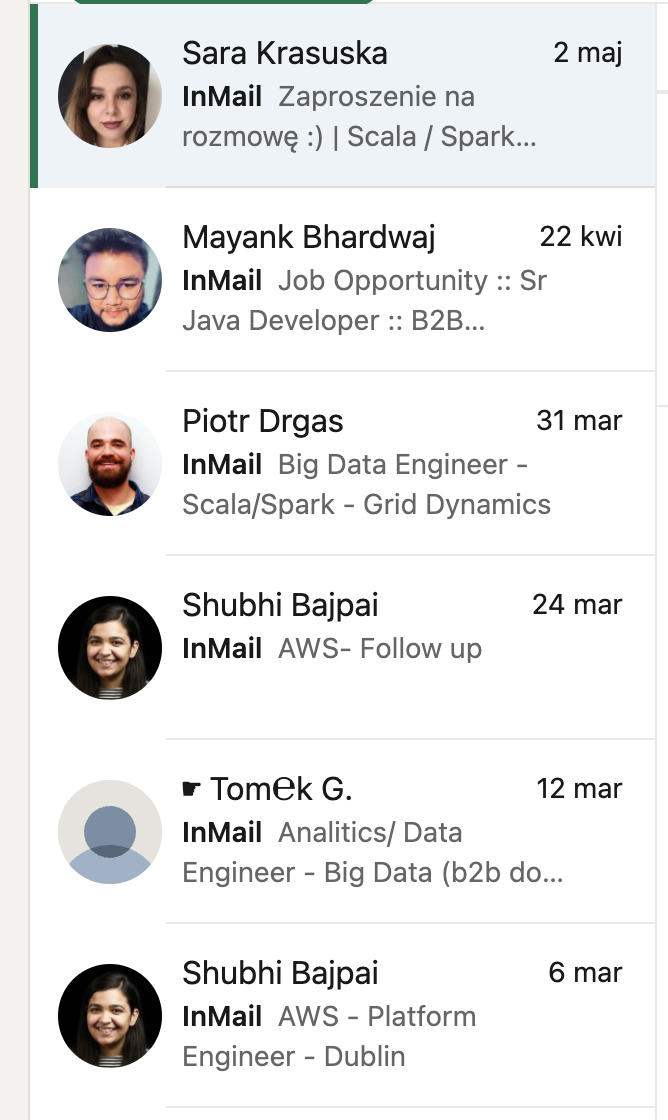 Sara Krasuska 2 maj
InMail Zaproszenie na
rozmowę :) | Scala / Spark...
Mayank Bhardwaj 22 kwi
InMail Job Opportunity :: Sr
Java Developer :: B2B...
Piotr Drgas 31 mar
InMail Big Data Engineer -
Scala/Spark - Grid Dynamics
Shubhi Bajpai 24 mar
InMail AWS- Follow up
☛ Tom℮k G. 12 mar
InMail Analitics/ Data
Engineer - Big Data (b2b do...
Shubhi Bajpai 6 mar
InMail AWS - Platform
Engineer - Dublin